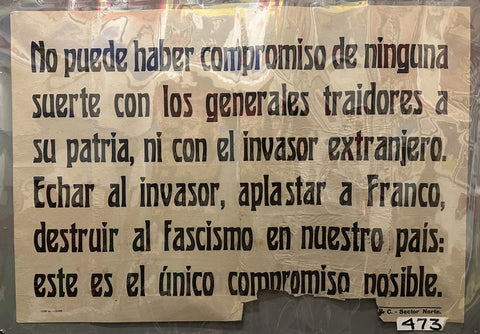 No puede haber compromiso de ninguna
suerte con los generales traidores a
su patria, ni con el invasor extranjero.
Echar al invasor, aplastar a Franco,
destruir al fascismo en nuestro país:
este es el único compromiso posible.
C. - Sector Norte.
473